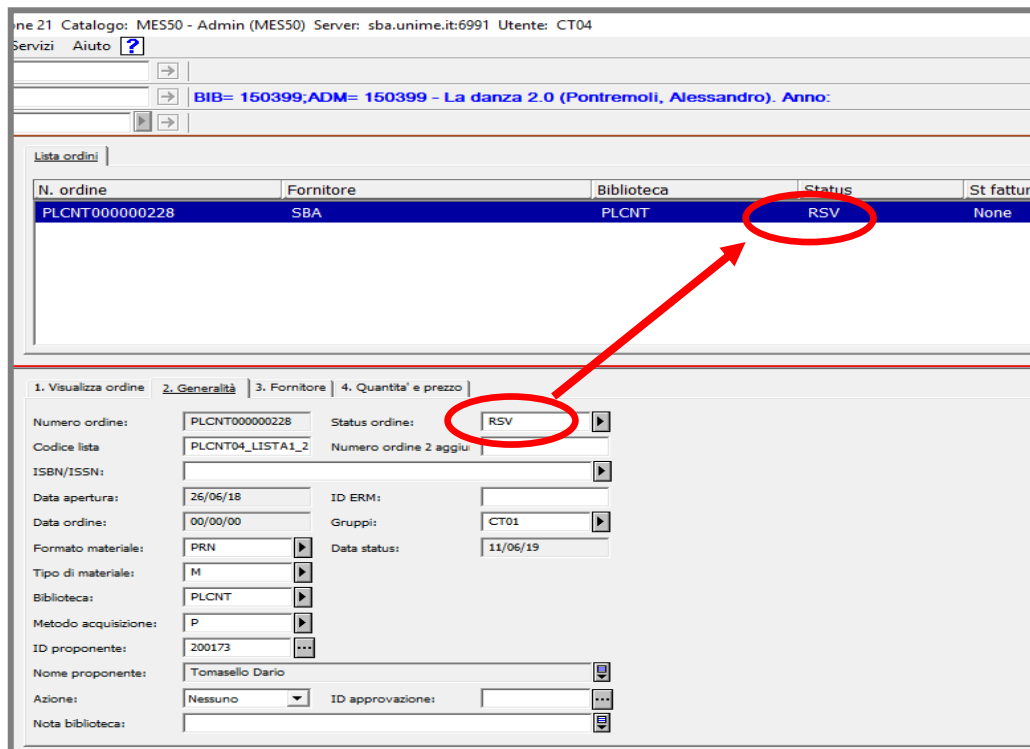 ne 21 Catalogo: MES50 - Admin (MES50) Server: sba.unime.it:6991 Utente: CT04
Servizi Aiuto ?
BIB= 150399;ADM= 150399 - La danza 2.0 (Pontremoli, Alessandro). Anno:
Lista ordini
N. ordine Fornitore Biblioteca Status St fattur
PLCNT000000228 SBA PLCNT RSV None
1. Visualizza ordine 2. Generalità 3. Fornitore 4. Quantita' e prezzo
Numero ordine: PLCNT000000228 Status ordine: RSV
Codice lista PLCNT04_LISTA1_2 Numero ordine 2 aggiu
ISBN/ISSN:
Data apertura: 26/06/18 ID ERM:
Data ordine: 00/00/00 Gruppi: CT01
Formato materiale: PRN Data status: 11/06/19
Tipo di materiale: M
Biblioteca: PLCNT
Metodo acquisizione: P
ID proponente: 200173
Nome proponente: Tomasello Dario
Azione: Nessuno ID approvazione:
Nota biblioteca: